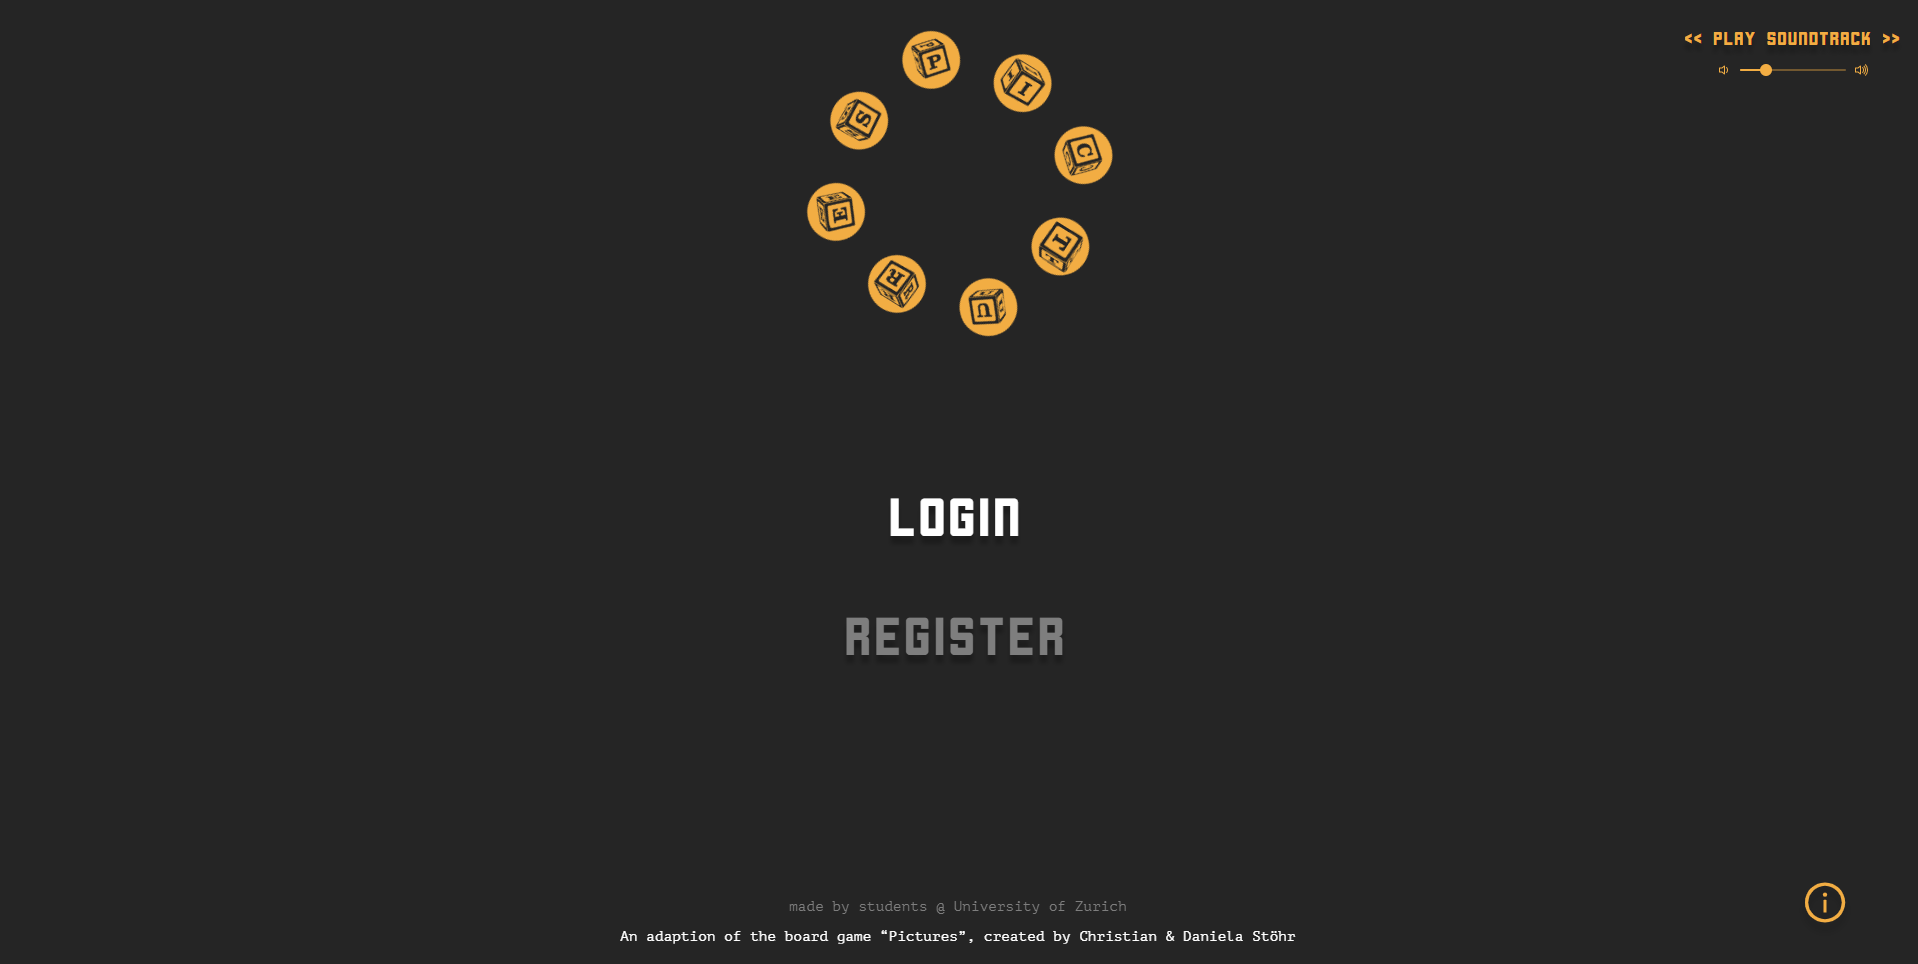 P I C T U R E S
<< PLAY SOUNDTRACK >>
LOGIN
REGISTER
made by students @ University of Zurich
An adaption of the board game “Pictures”, created by Christian & Daniela Stöhr